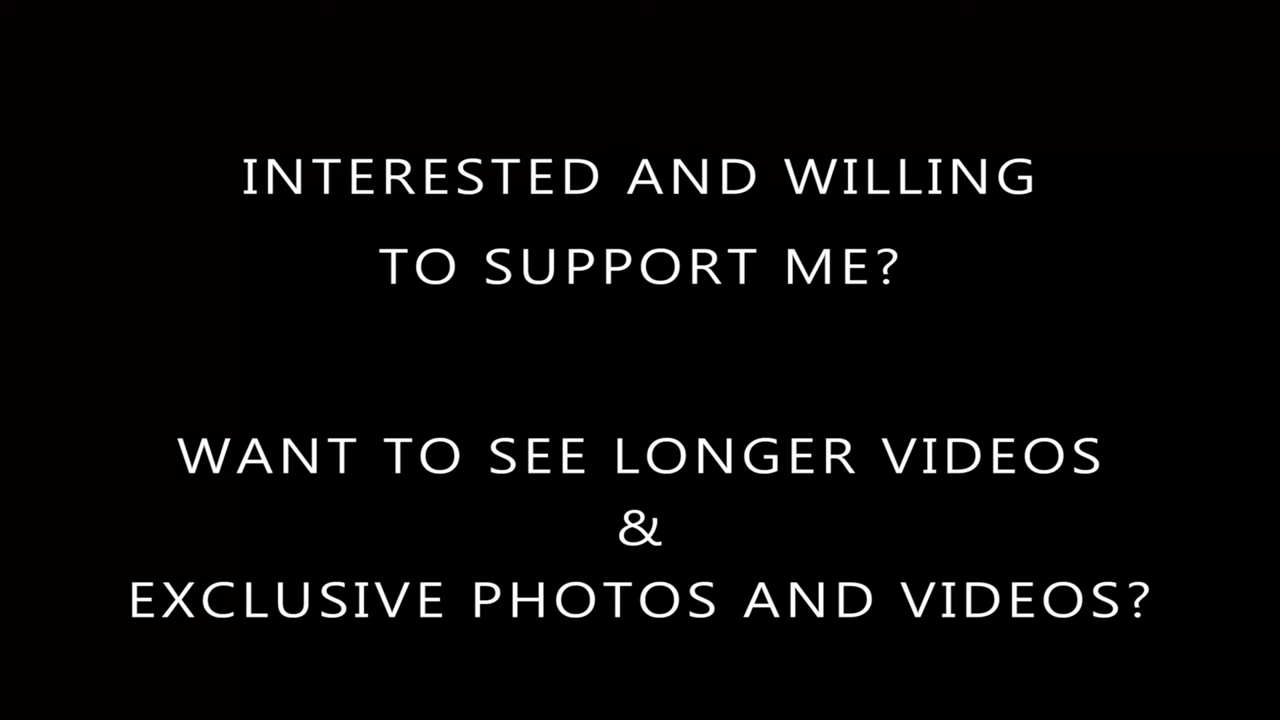 INTERESTED AND WILLING
TO SUPPORT ME?
WANT TO SEE LONGER VIDEOS
&
EXCLUSIVE PHOTOS AND VIDEOS?